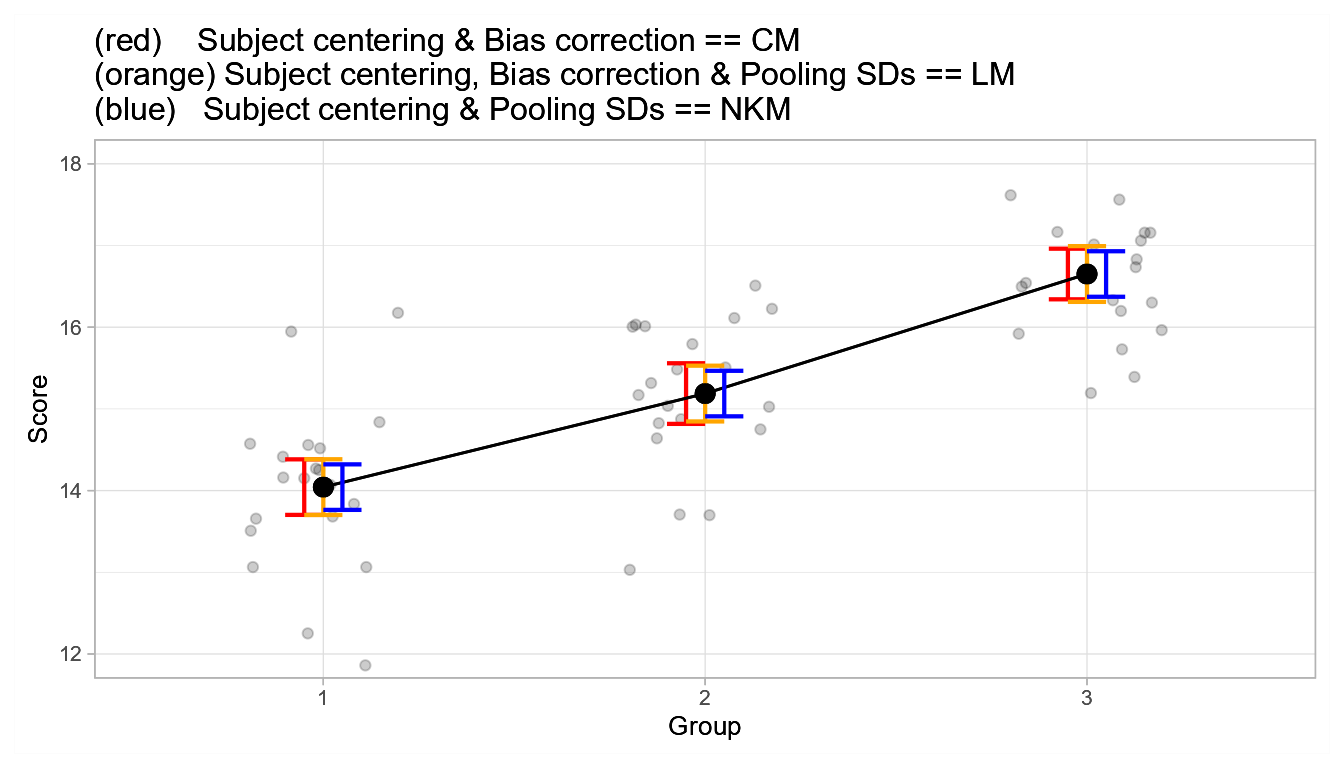 (red)    Subject centering & Bias correction == CM
(orange) Subject centering, Bias correction & Pooling SDs == LM
(blue)   Subject centering & Pooling SDs == NKM
18
16
14
12
Score
1 2 3
Group